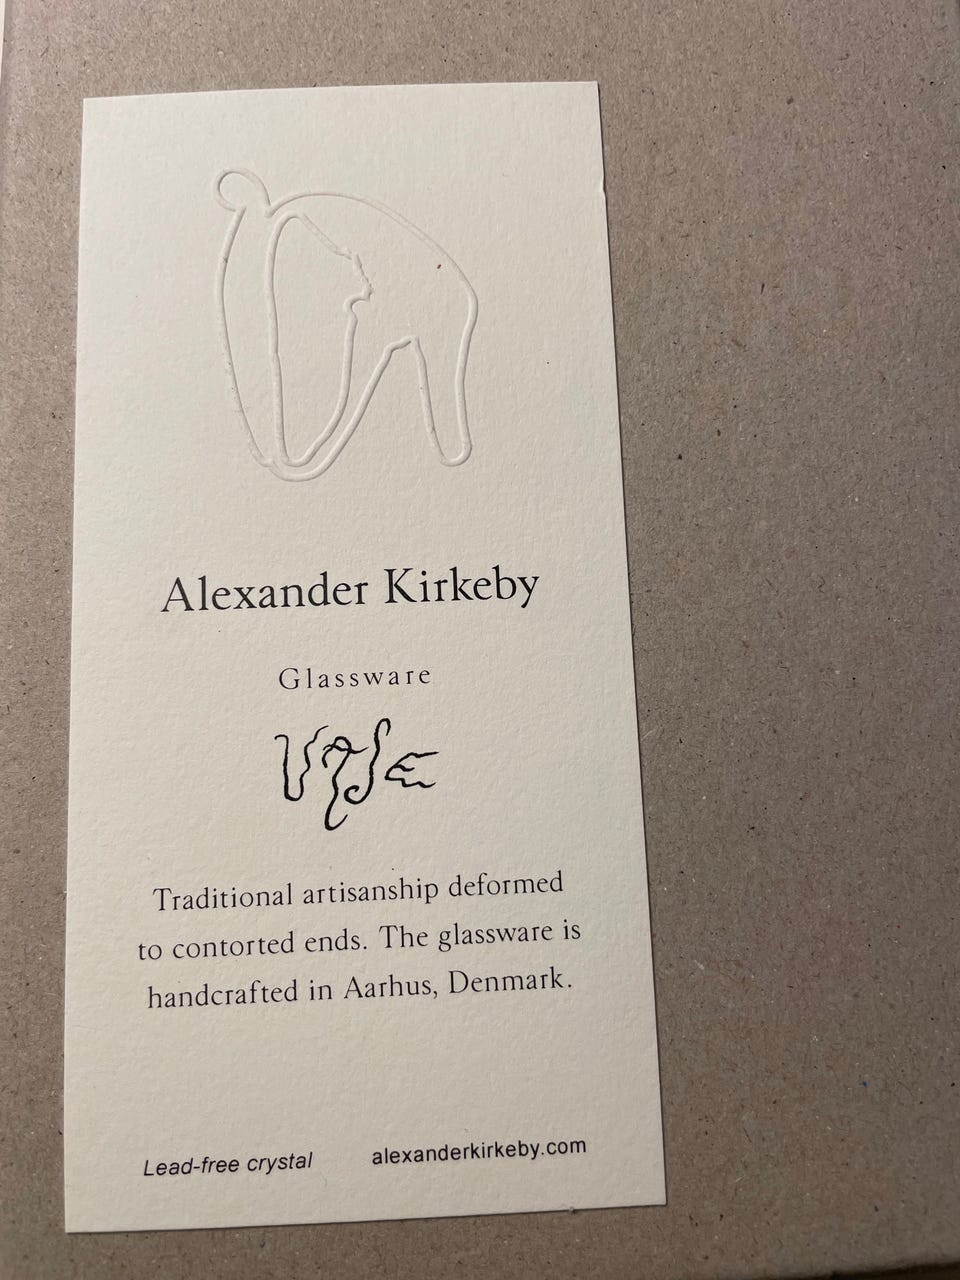 Alexander Kirkeby
Glassware
Traditional artisanship deformed
to contorted ends. The glassware is
handcrafted in Aarhus, Denmark.
Lead-free crystal alexanderkirkeby.com